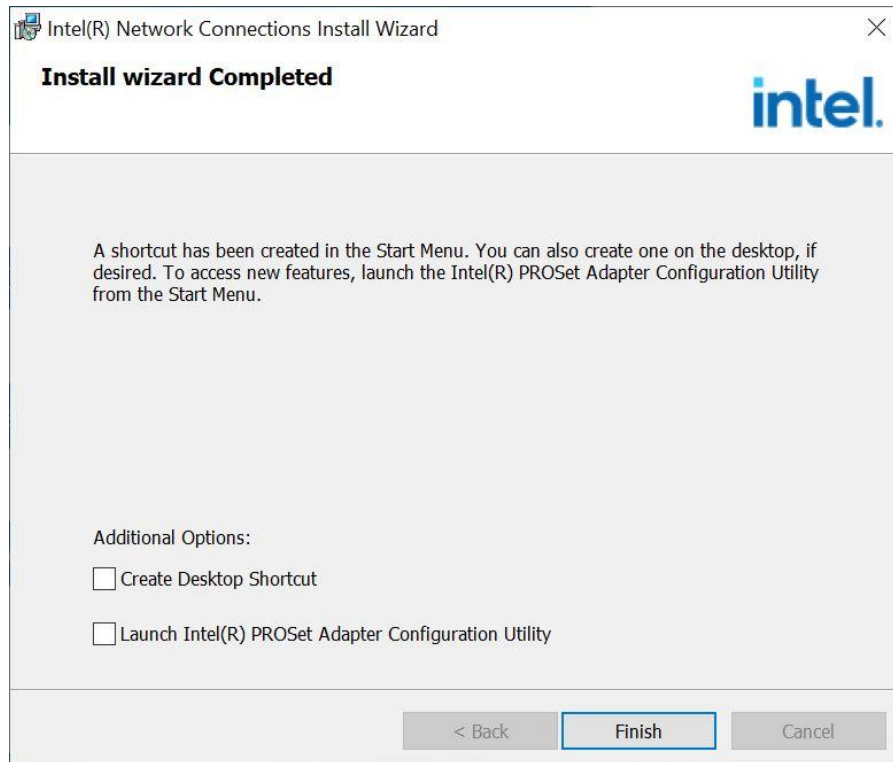 Intel(R) Network Connections Install Wizard
Install wizard Completed
intel.
A shortcut has been created in the Start Menu. You can also create one on the desktop, if
desired. To access new features, launch the Intel(R) PROSet Adapter Configuration Utility
from the Start Menu.
Additional Options:
Create Desktop Shortcut
Launch Intel(R) PROSet Adapter Configuration Utility
< Back
Finish
Cancel